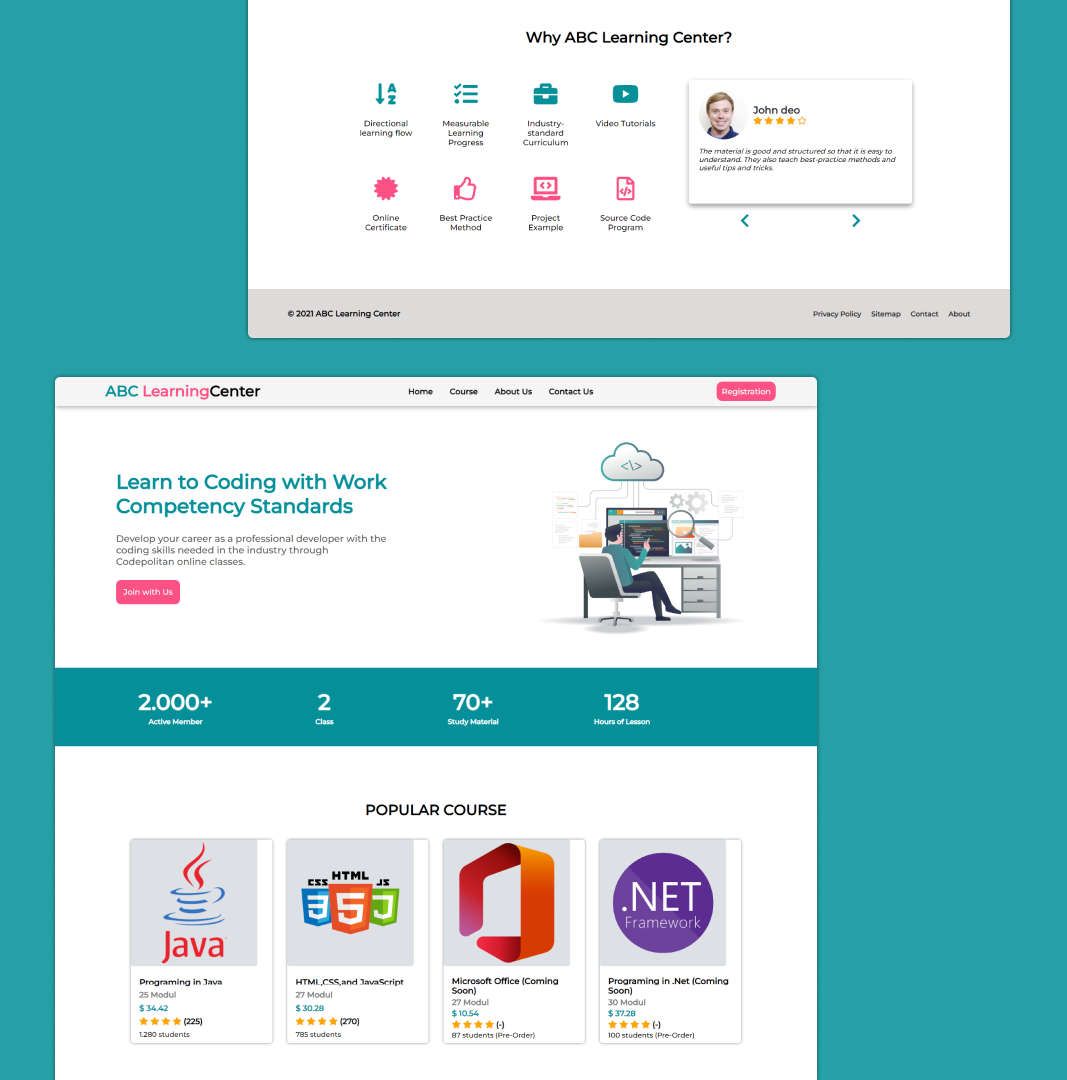 Why ABC Learning Center?
A
Z
Directional
learning flow
Measurable
Learning
Progress
Industry-
standard
Curriculum
Video Tutorials
John deo
The material is good and structured so that it is easy to
understand. They also teach best-practice methods and
useful tips and tricks.
Online
Certificate
Best Practice
Method
Project
Example
Source Code
Program
© 2021 ABC Learning Center
Privacy Policy Sitemap Contact About
ABC LearningCenter
Home Course About Us Contact Us
Registration
Learn to Coding with Work
Competency Standards
Develop your career as a professional developer with the
coding skills needed in the industry through
Codepolitan online classes.
Join with Us
</>
2.000+
Active Member
2
Class
70+
Study Material
128
Hours of Lesson
POPULAR COURSE
Java
Programing in Java
25 Modul
$ 34.42
(225)
1.280 students
CSS HTML JS
3 5 J
HTML,CSS,and JavaScript
27 Modul
$ 30.28
(270)
785 students
Microsoft Office (Coming
Soon)
27 Modul
$ 10.54
(-)
87 students (Pre-Order)
.NET
Framework
Programing in .Net (Coming
Soon)
30 Modul
$ 37.28
(-)
100 students (Pre-Order)